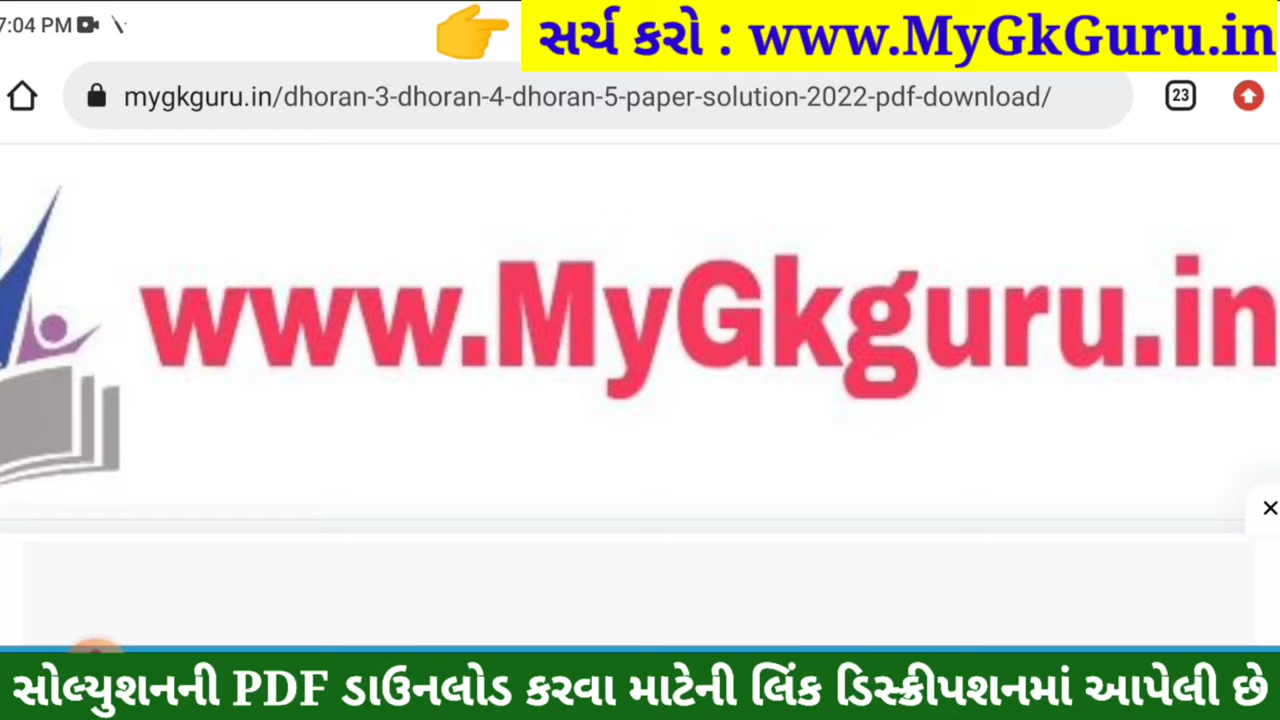 7:04 PM
👉 સર્ચ કરો : www.MyGkGuru.in
mygkguru.in/dhoran-3-dhoran-4-dhoran-5-paper-solution-2022-pdf-download/
23
www.MyGkguru.in
સોલ્યુશનની PDF ડાઉનલોડ કરવા માટેની લિંક ડિસ્ક્રીપશનમાં આપેલી છે